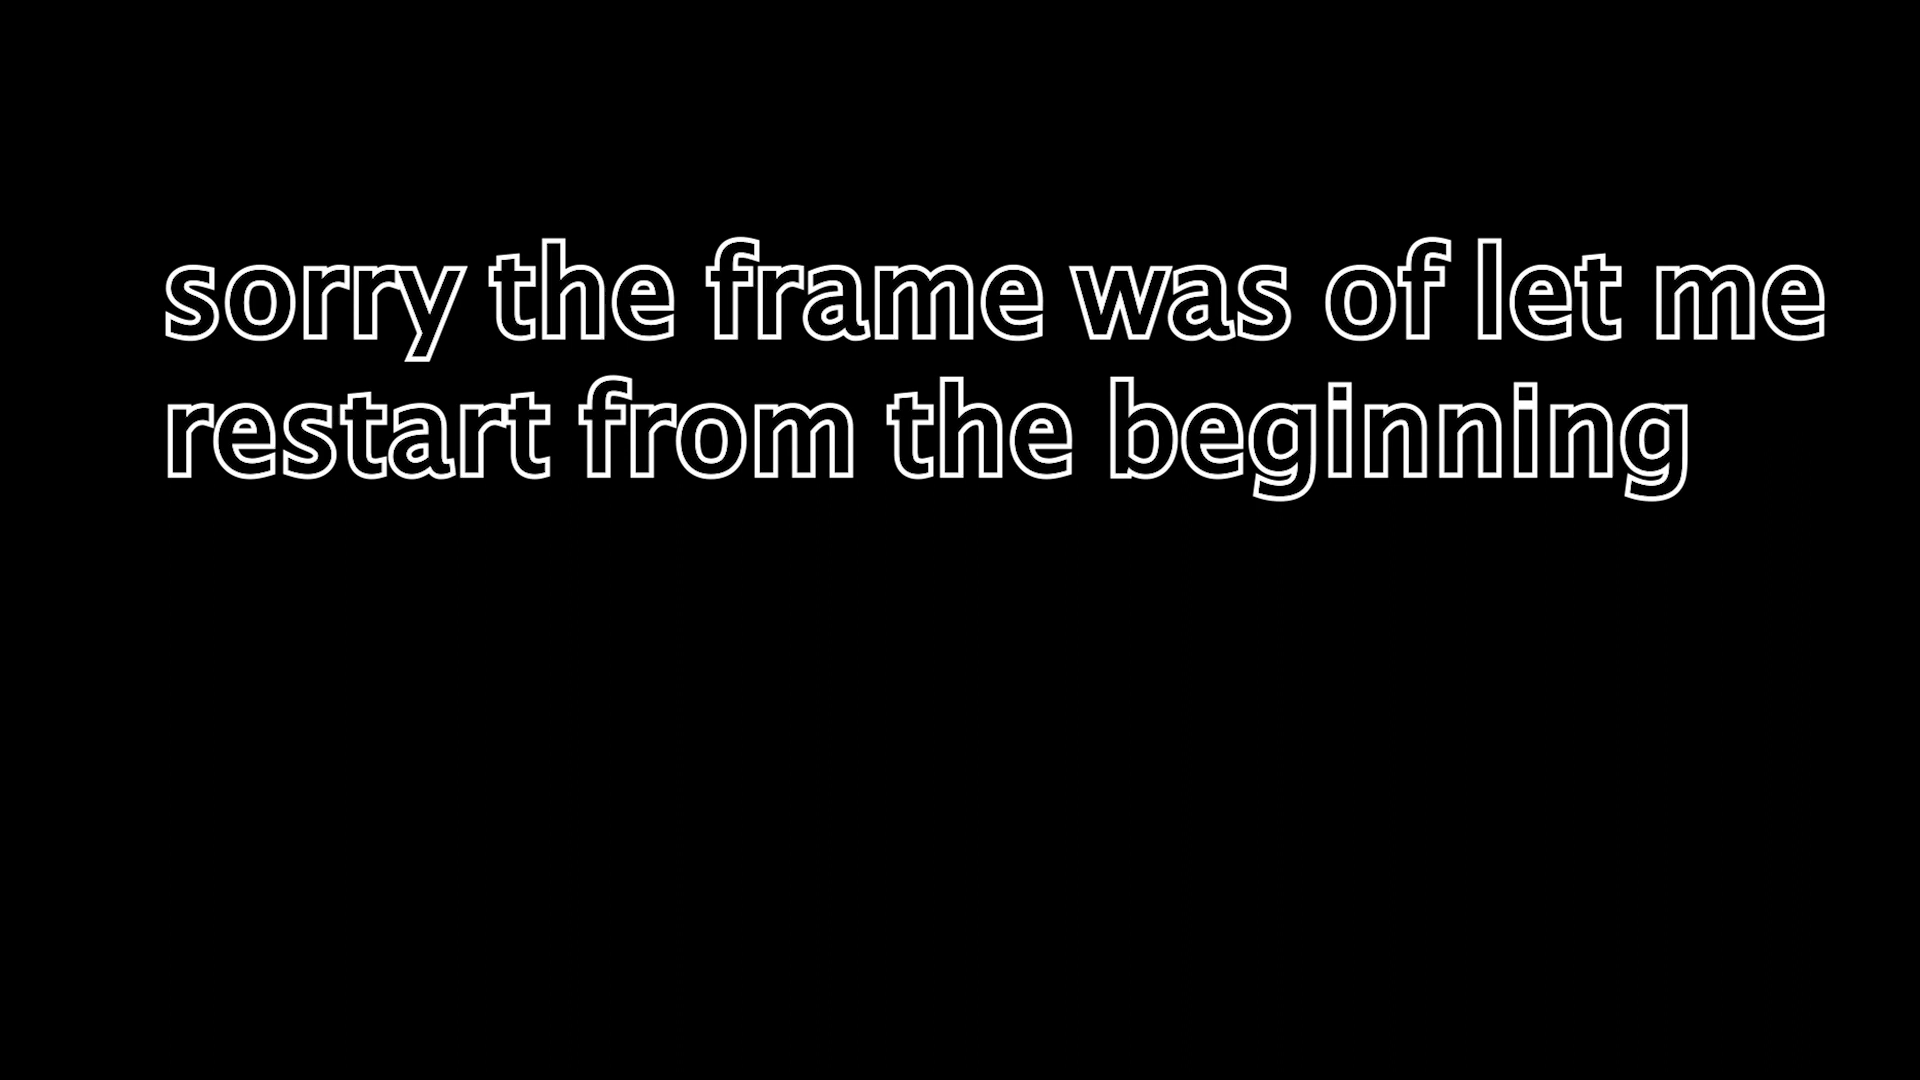 sorry the frame was of let me
restart from the beginning